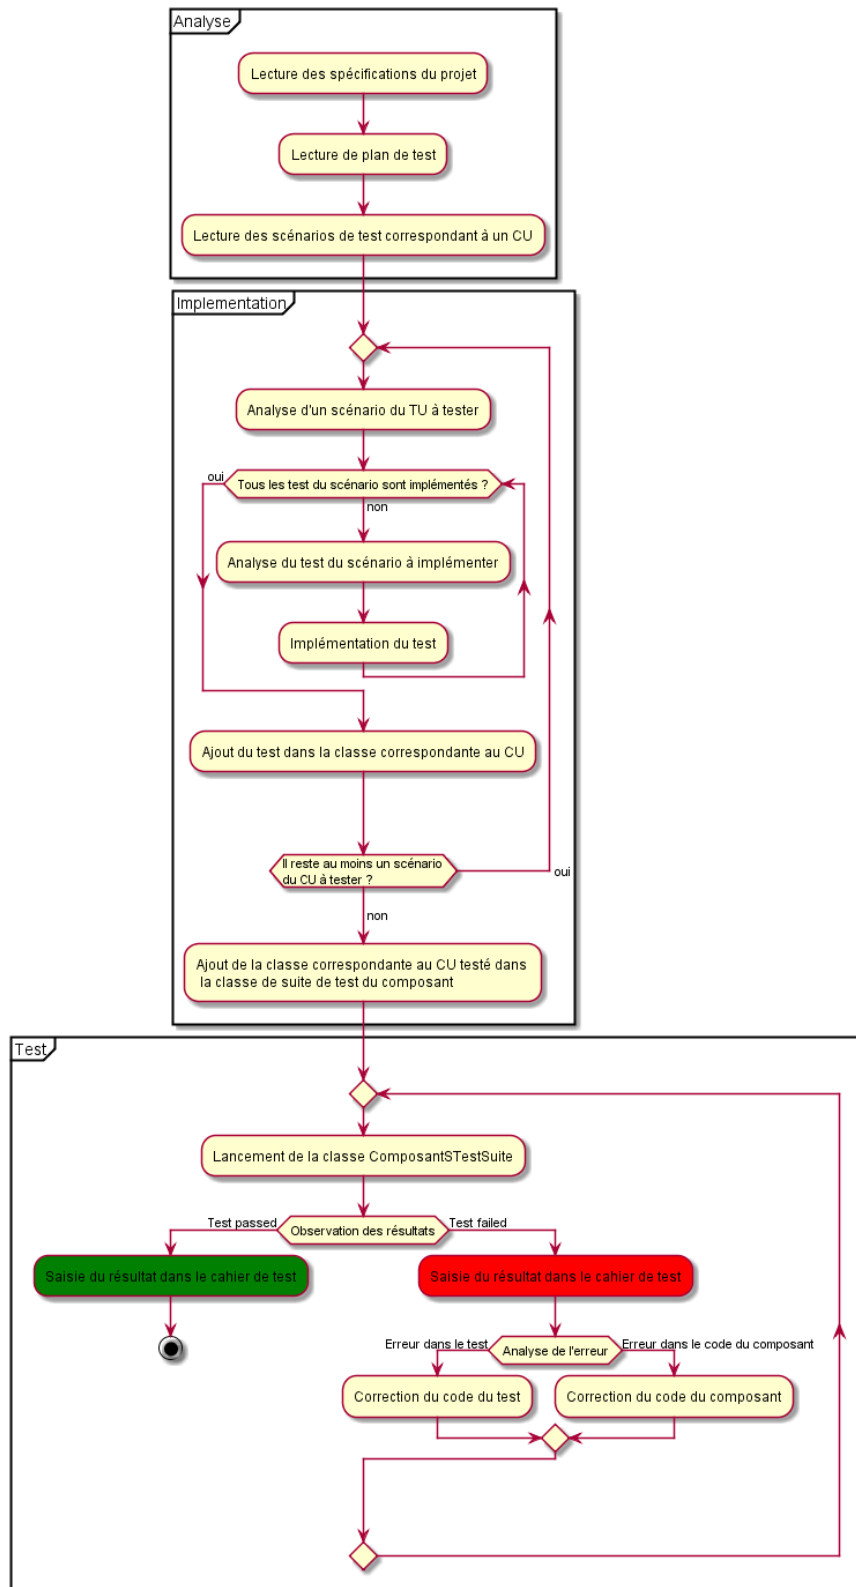 Analyse
Lecture des spécifications du projet
Lecture de plan de test
Lecture des scénarios de test correspondant à un CU
Implementation
Analyse d'un scénario du TU à tester
oui
Tous les test du scénario sont implémentés ?
non
Analyse du test du scénario à implémenter
Implémentation du test
Ajout du test dans la classe correspondante au CU
Il reste au moins un scénario
du CU à tester ?
oui
non
Ajout de la classe correspondante au CU testé dans
la classe de suite de test du composant
Test
Lancement de la classe ComposantSTestSuite
Test passed
Observation des résultats
Test failed
Saisie du résultat dans le cahier de test
Saisie du résultat dans le cahier de test
Erreur dans le test
Analyse de l'erreur
Erreur dans le code du composant
Correction du code du test
Correction du code du composant